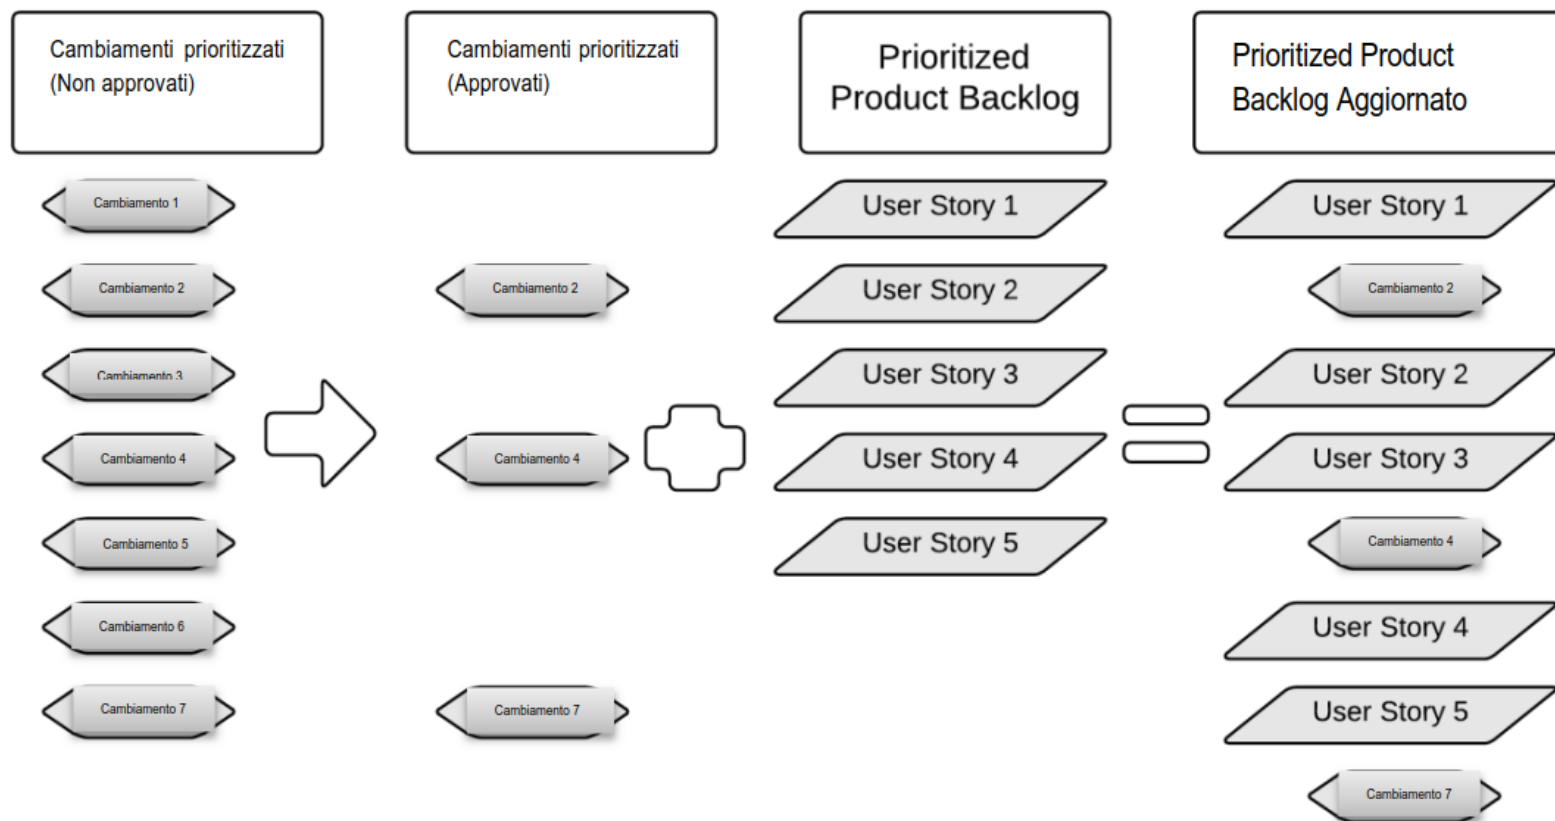 Cambiamenti prioritizzati
(Non approvati)
Cambiamenti prioritizzati
(Approvati)
Prioritized
Product Backlog
Prioritized Product
Backlog Aggiornato
Cambiamento 1
Cambiamento 2
Cambiamento 3
Cambiamento 4
Cambiamento 5
Cambiamento 6
Cambiamento 7
Cambiamento 2
Cambiamento 4
Cambiamento 7
User Story 1
User Story 2
User Story 3
User Story 4
User Story 5
User Story 1
Cambiamento 2
User Story 2
User Story 3
Cambiamento 4
User Story 4
User Story 5
Cambiamento 7